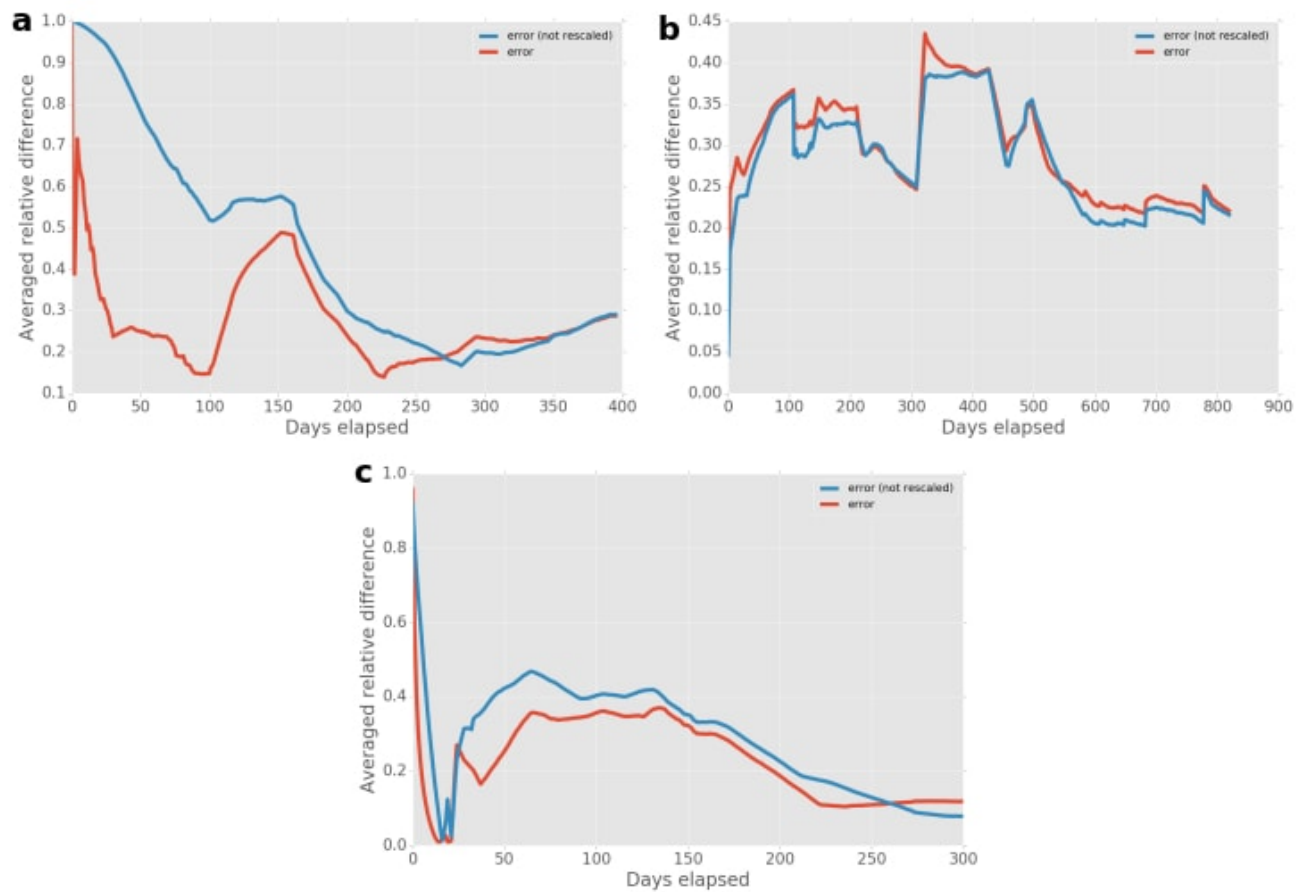 a
1.0
0.9
0.8
0.7
0.6
0.5
0.4
0.3
0.2
0.1
Averaged relative difference
error (not rescaled)
error
0 50 100 150 200 250 300 350 400
Days elapsed
b
0.45
0.40
0.35
0.30
0.25
0.20
0.15
0.10
0.05
0.00
Averaged relative difference
error (not rescaled)
error
0 100 200 300 400 500 600 700 800 900
Days elapsed
c
1.0
0.8
0.6
0.4
0.2
0.0
Averaged relative difference
error (not rescaled)
error
0 50 100 150 200 250 300
Days elapsed